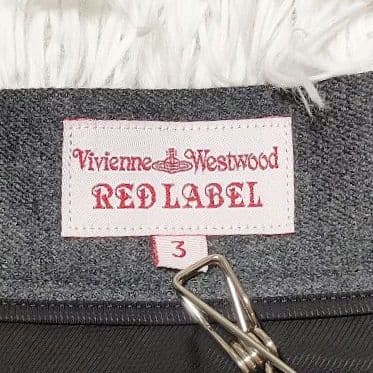 Vivienne Westwood
RED LABEL
3